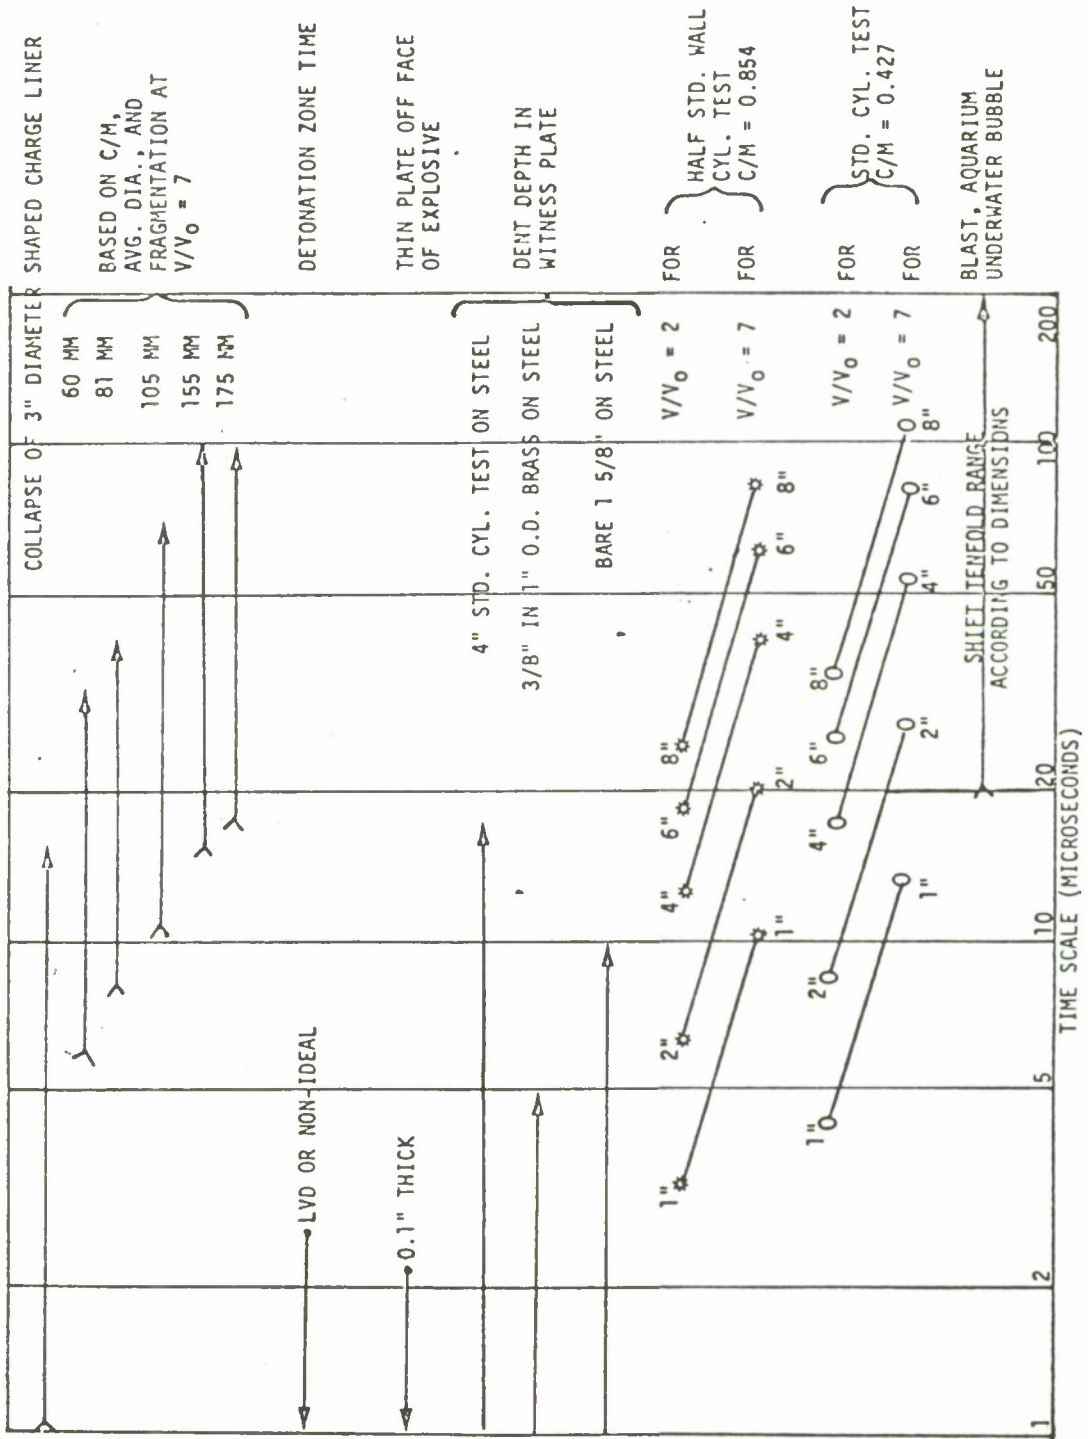 COLLAPSE OF 3" DIAMETER SHAPED CHARGE LINER
60 MM
81 MM
105 MM
155 MM
175 MM
BASED ON C/M,
AVG. DIA., AND
FRAGMENTATION AT
V/V₀ = 7
LVD OR NON-IDEAL
DETONATION ZONE TIME
0.1" THICK
THIN PLATE OFF FACE
OF EXPLOSIVE
4" STD. CYL. TEST ON STEEL
3/8" IN 1" O.D. BRASS ON STEEL
BARE 1 5/8" ON STEEL
DENT DEPTH IN
WITNESS PLATE
1" 2" 4" 6" 8" V/V₀ = 2 FOR
1" 2" 4" 6" 8" V/V₀ = 7 FOR
HALF STD. WALL
CYL. TEST
C/M = 0.854
1" 2" 4" 6" 8" V/V₀ = 2 FOR
1" 2" 4" 6" 8" V/V₀ = 7 FOR
STD. CYL. TEST
C/M = 0.427
SHIFT TENFOLD RANGE
ACCORDING TO DIMENSIONS
BLAST, AQUARIUM
UNDERWATER BUBBLE
1 2 5 10 20 50 100 200
TIME SCALE (MICROSECONDS)